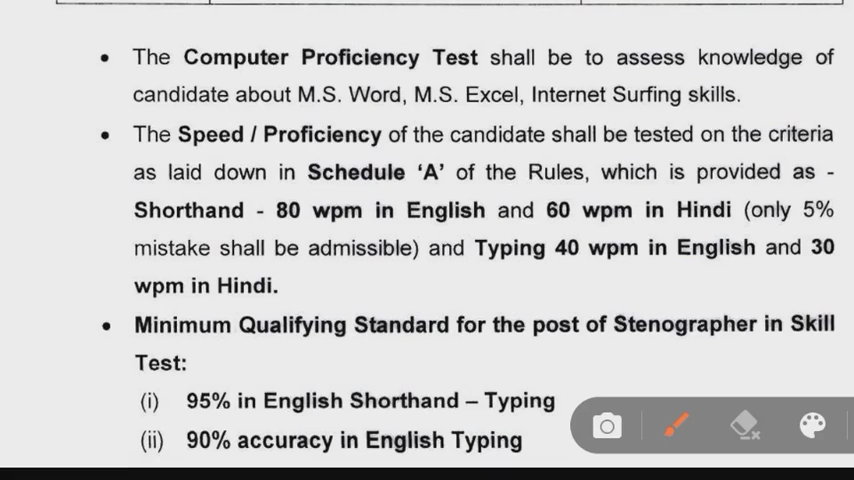 • The Computer Proficiency Test shall be to assess knowledge of
candidate about M.S. Word, M.S. Excel, Internet Surfing skills.
• The Speed / Proficiency of the candidate shall be tested on the criteria
as laid down in Schedule ‘A’ of the Rules, which is provided as -
Shorthand - 80 wpm in English and 60 wpm in Hindi (only 5%
mistake shall be admissible) and Typing 40 wpm in English and 30
wpm in Hindi.
• Minimum Qualifying Standard for the post of Stenographer in Skill
Test:
(i) 95% in English Shorthand – Typing
(ii) 90% accuracy in English Typing